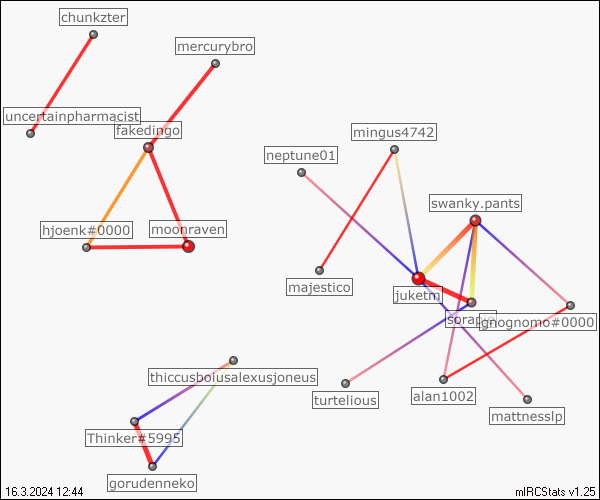 chunkzter
mercurybro
uncertainpharmacist
fakedingo
mingus4742
neptune01
swanky.pants
hjoenk#0000
moonraven
majestico
juketm
gnognomo#0000
thiccusboiusalexusjoneus
turtelious
alan1002
mattnesslp
Thinker#5995
gorudenneko
16.3.2024 12:44
mIRCStats v1.25